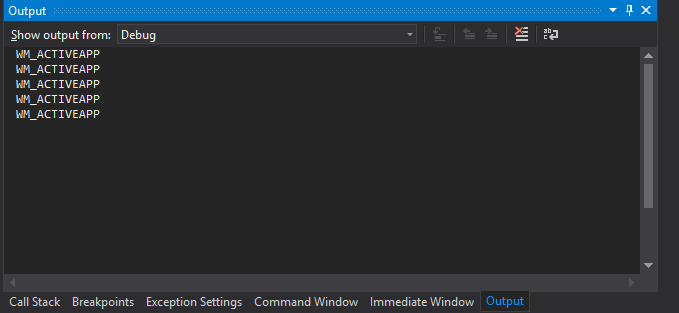 Output
Show output from: Debug
WM_ACTIVEAPP
WM_ACTIVEAPP
WM_ACTIVEAPP
WM_ACTIVEAPP
WM_ACTIVEAPP
Call Stack Breakpoints Exception Settings Command Window Immediate Window Output